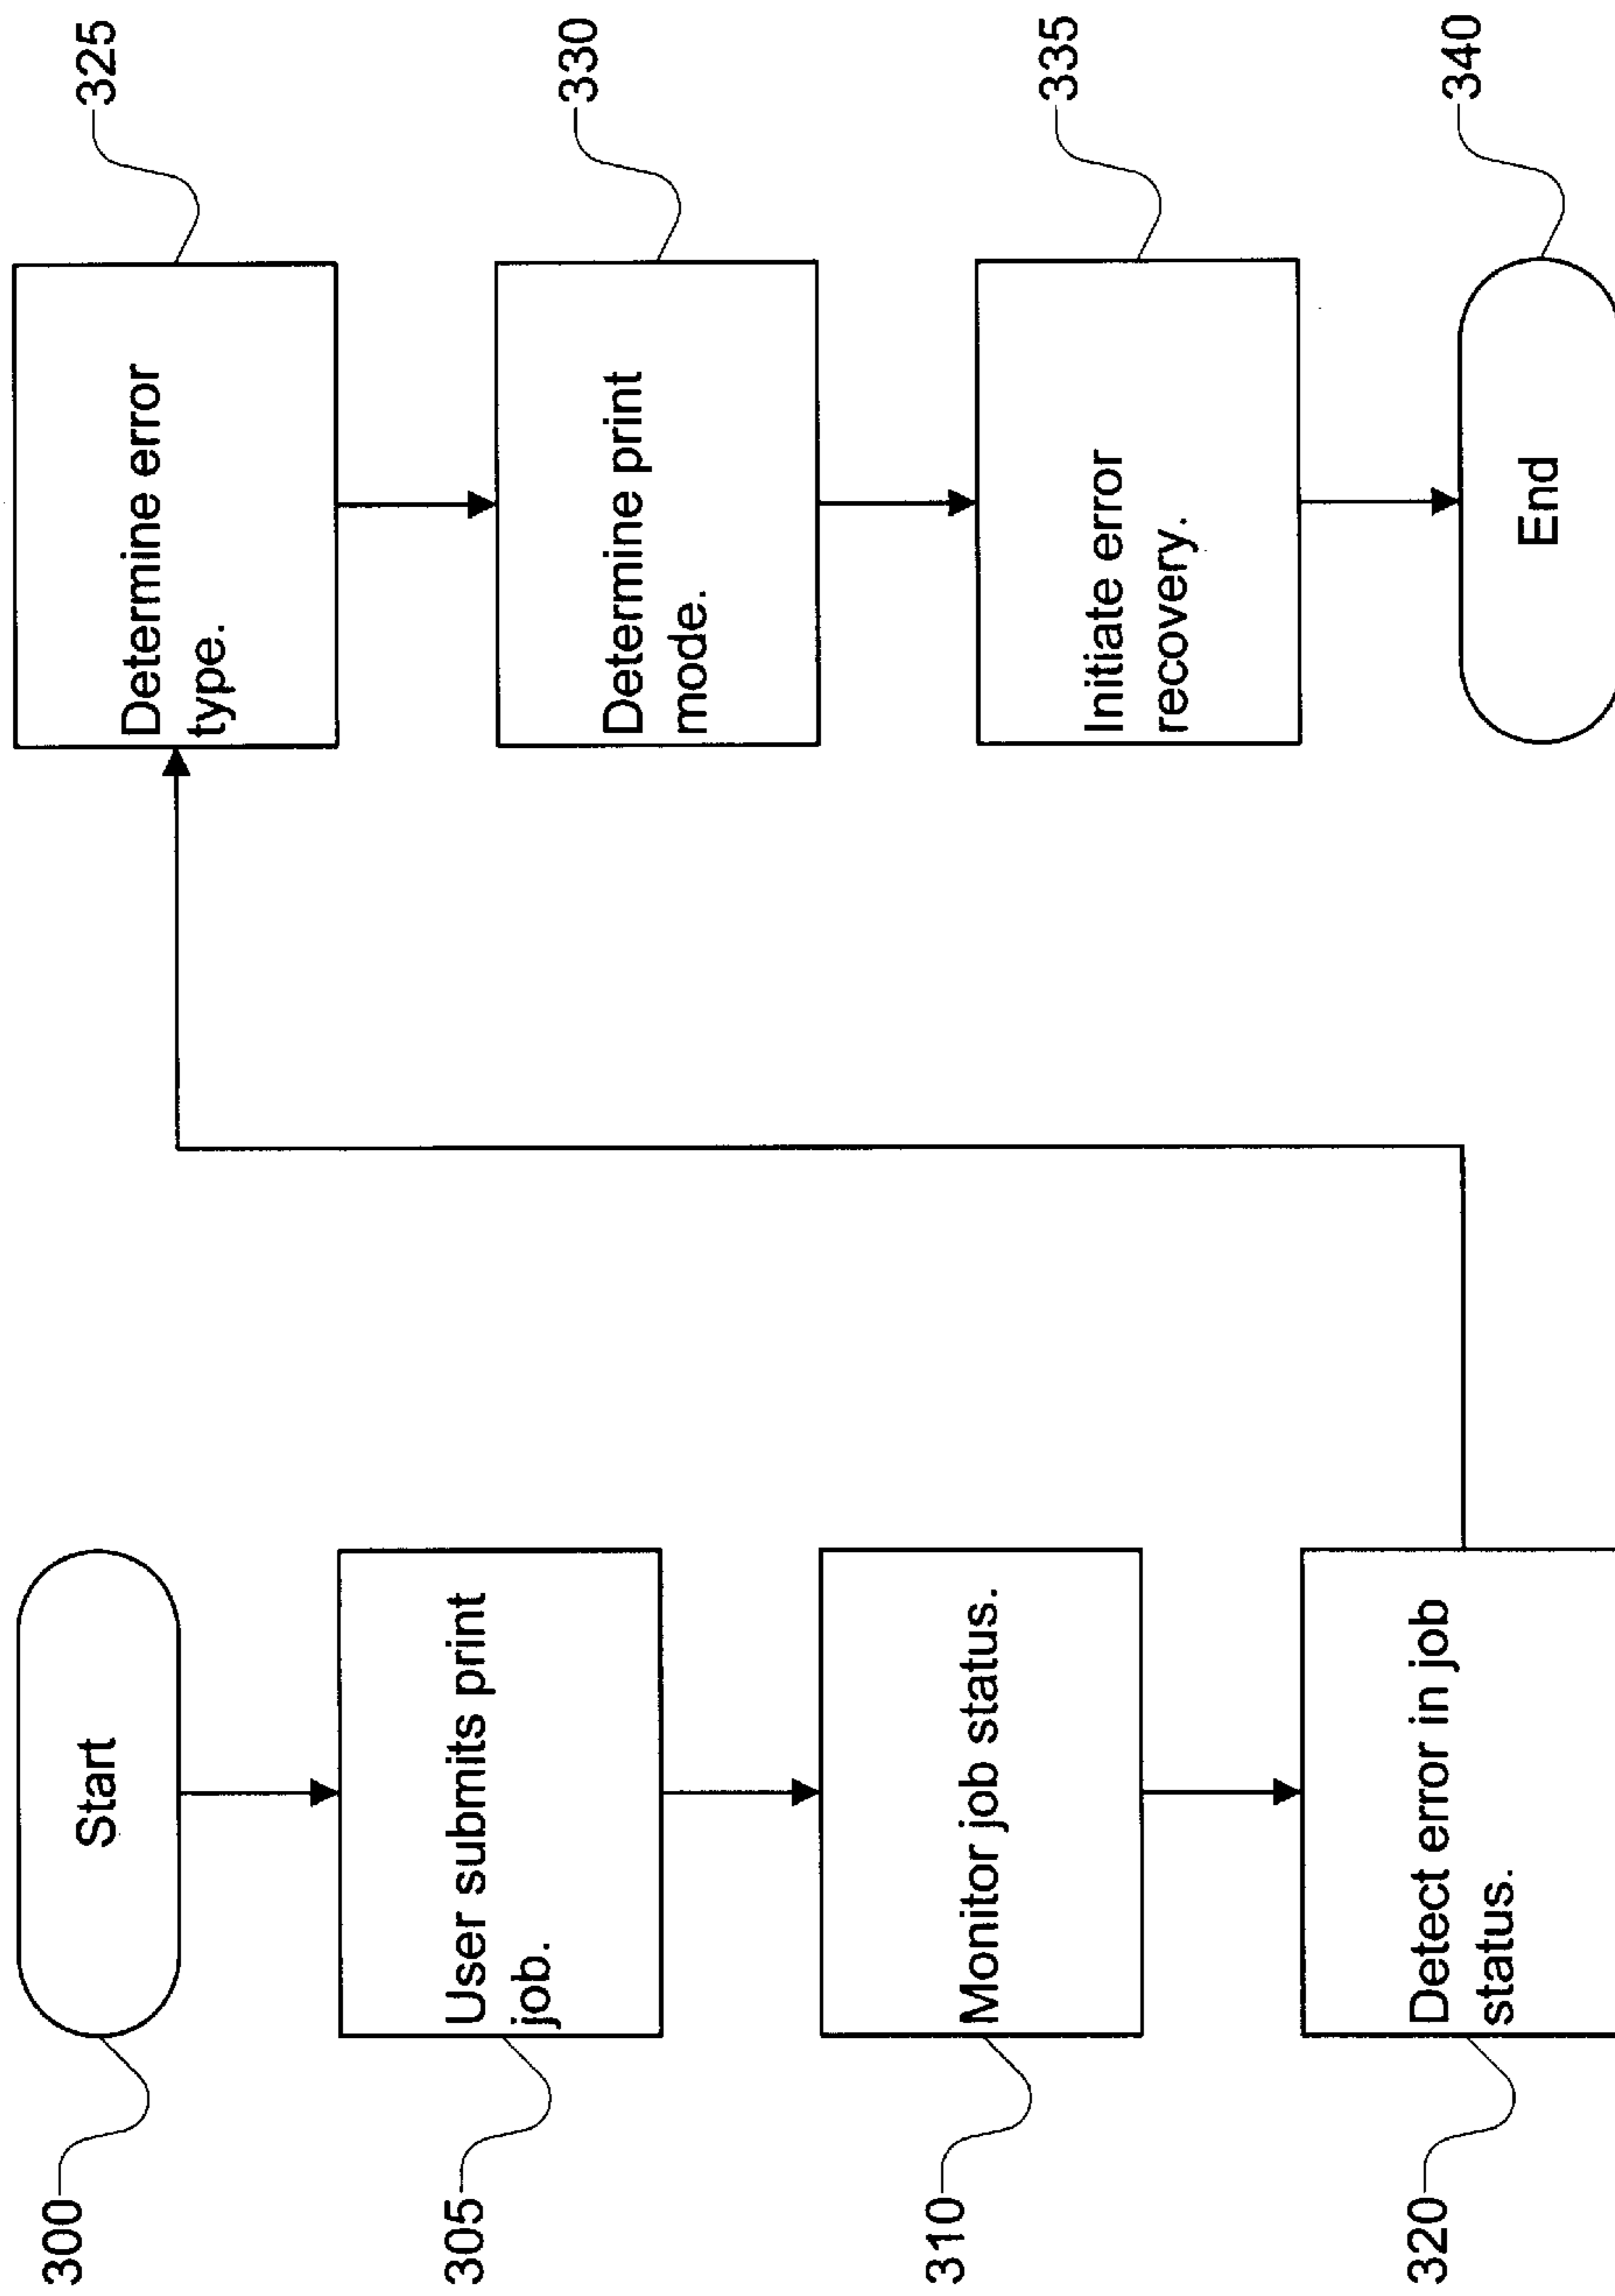 300
Start
305
User submits print
job.
310
Monitor job status.
320
Detect error in job
status.
325
Determine error
type.
330
Determine print
mode.
335
Initiate error
recovery.
340
End